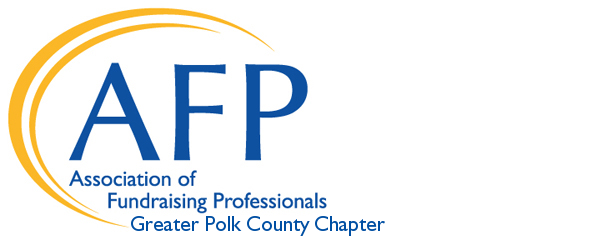 AFP
Association of
Fundraising Professionals
Greater Polk County Chapter